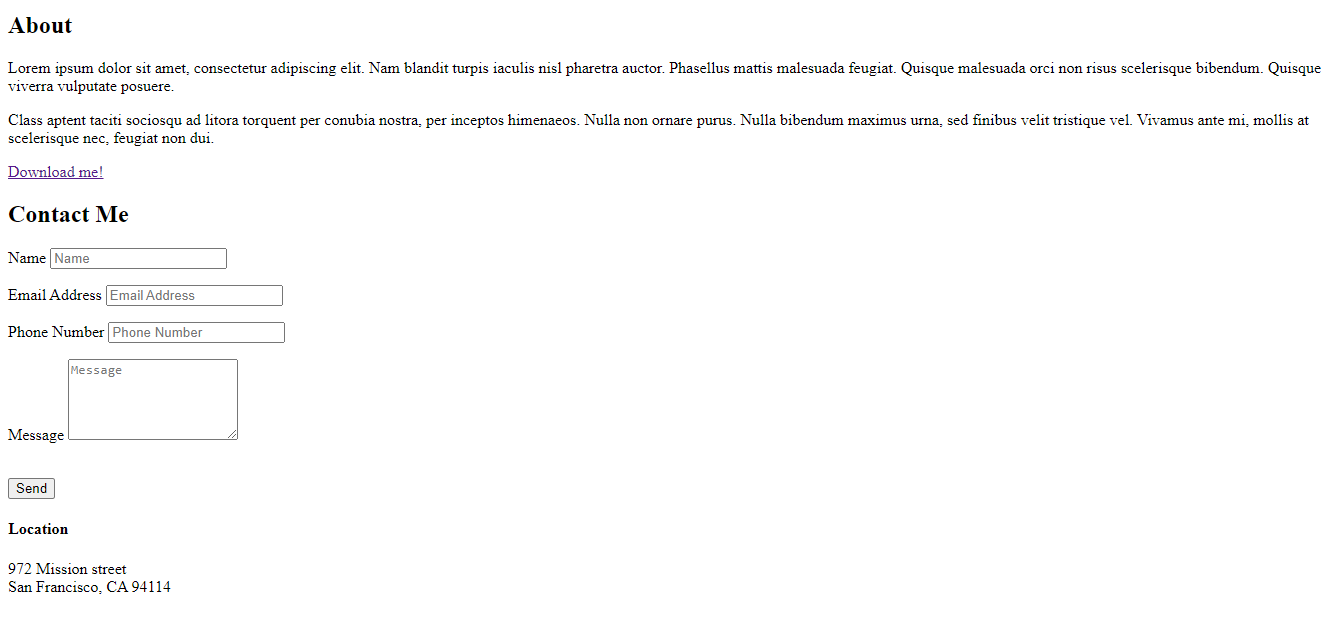 About
Lorem ipsum dolor sit amet, consectetur adipiscing elit. Nam blandit turpis iaculis nisl pharetra auctor. Phasellus mattis malesuada feugiat. Quisque malesuada orci non risus scelerisque bibendum. Quisque
viverra vulputate posuere.
Class aptent taciti sociosqu ad litora torquent per conubia nostra, per inceptos himenaeos. Nulla non ornare purus. Nulla bibendum maximus urna, sed finibus velit tristique vel. Vivamus ante mi, mollis at
scelerisque nec, feugiat non dui.
Download me!
Contact Me
Name Name
Email Address Email Address
Phone Number Phone Number
Message
Message
Send
Location
972 Mission street
San Francisco, CA 94114